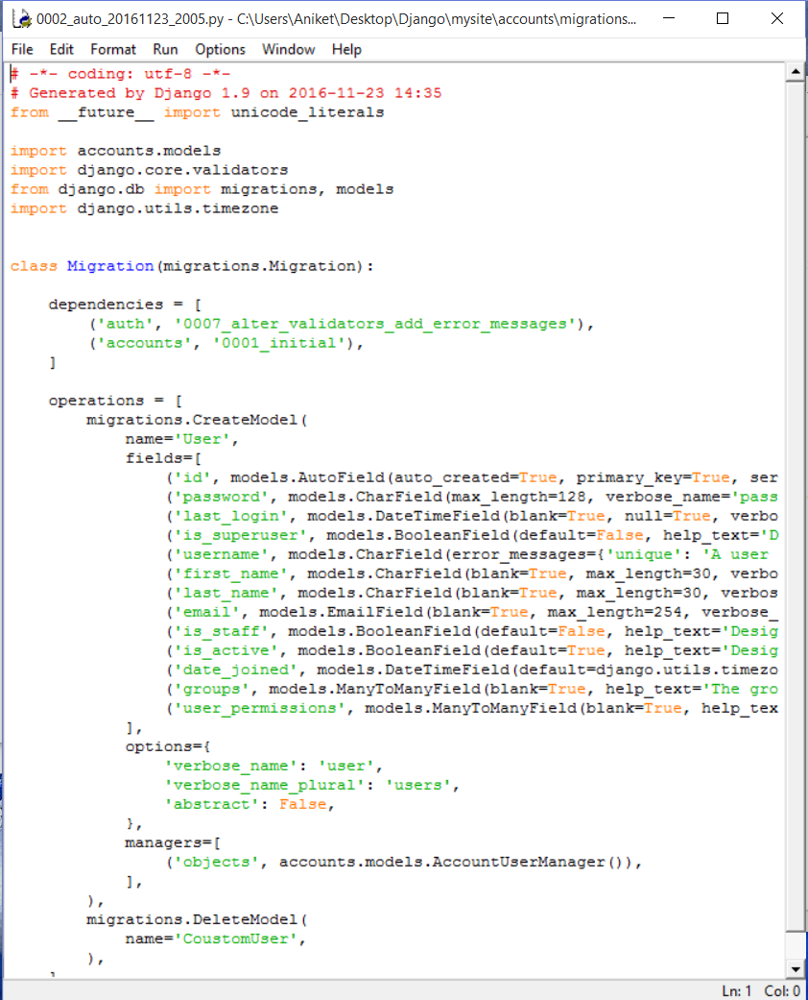 0002_auto_20161123_2005.py - C:\Users\Aniket\Desktop\Django\mysite\accounts\migrations...
File Edit Format Run Options Window Help
# -*- coding: utf-8 -*-
# Generated by Django 1.9 on 2016-11-23 14:35
from __future__ import unicode_literals

import accounts.models
import django.core.validators
from django.db import migrations, models
import django.utils.timezone


class Migration(migrations.Migration):

    dependencies = [
        ('auth', '0007_alter_validators_add_error_messages'),
        ('accounts', '0001_initial'),
    ]

    operations = [
        migrations.CreateModel(
            name='User',
            fields=[
                ('id', models.AutoField(auto_created=True, primary_key=True, ser
                ('password', models.CharField(max_length=128, verbose_name='pass
                ('last_login', models.DateTimeField(blank=True, null=True, verbo
                ('is_superuser', models.BooleanField(default=False, help_text='D
                ('username', models.CharField(error_messages={'unique': 'A user
                ('first_name', models.CharField(blank=True, max_length=30, verbo
                ('last_name', models.CharField(blank=True, max_length=30, verbos
                ('email', models.EmailField(blank=True, max_length=254, verbose_
                ('is_staff', models.BooleanField(default=False, help_text='Desig
                ('is_active', models.BooleanField(default=True, help_text='Desig
                ('date_joined', models.DateTimeField(default=django.utils.timezo
                ('groups', models.ManyToManyField(blank=True, help_text='The gro
                ('user_permissions', models.ManyToManyField(blank=True, help_tex
            ],
            options={
                'verbose_name': 'user',
                'verbose_name_plural': 'users',
                'abstract': False,
            },
            managers=[
                ('objects', accounts.models.AccountUserManager()),
            ],
        ),
        migrations.DeleteModel(
            name='CoustomUser',
        ),
    ]
Ln: 1 Col: 0